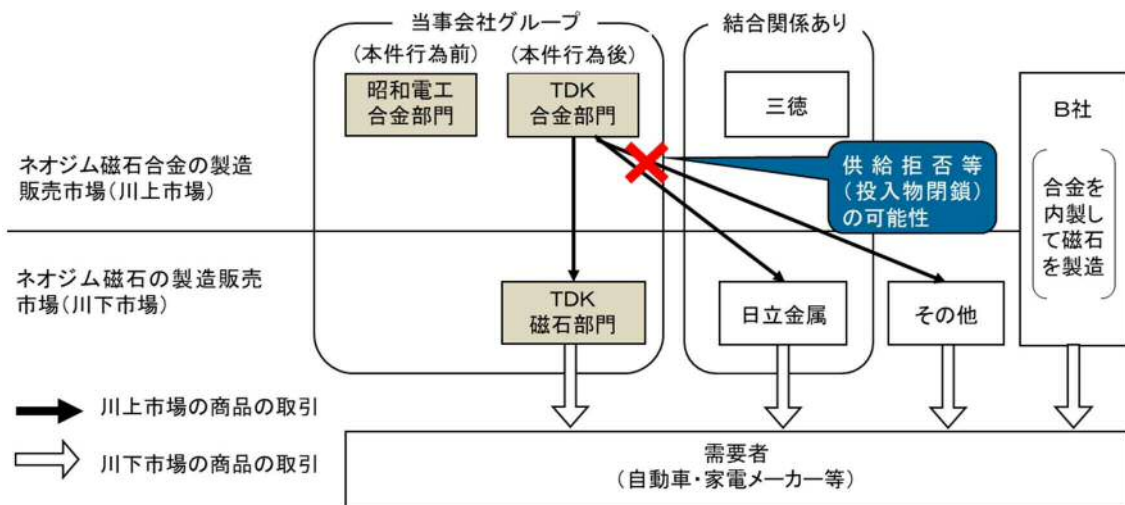 当事会社グループ
結合関係あり
(本件行為前)
(本件行為後)
昭和電工
合金部門
TDK
合金部門
三徳
B社
ネオジム磁石合金の製造
販売市場(川上市場)
供給拒否等
(投入物閉鎖)
の可能性
合金を
内製し
て磁石
を製造
ネオジム磁石の製造販売
市場(川下市場)
TDK
磁石部門
日立金属
その他
川上市場の商品の取引
川下市場の商品の取引
需要者
(自動車・家電メーカー等)